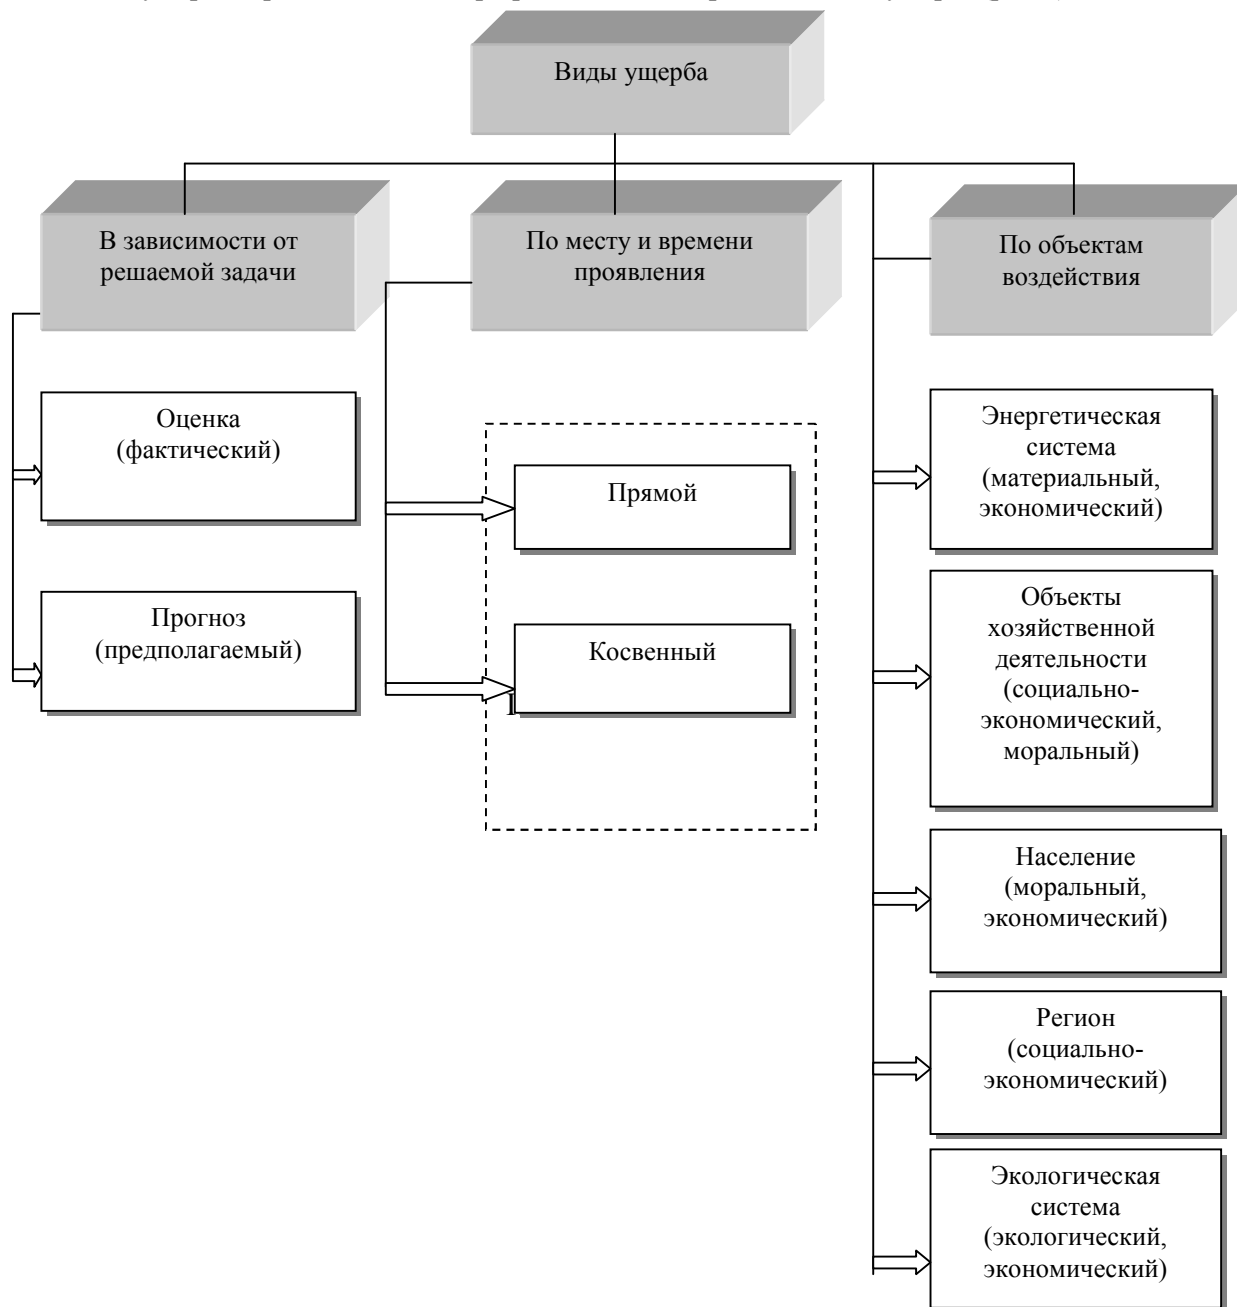 Виды ущерба
В зависимости от
решаемой задачи
По месту и времени
проявления
По объектам
воздействия
Оценка
(фактический)
Прогноз
(предполагаемый)
Прямой
Косвенный
Энергетическая
система
(материальный,
экономический)
Объекты
хозяйственной
деятельности
(социально-
экономический,
моральный)
Население
(моральный,
экономический)
Регион
(социально-
экономический)
Экологическая
система
(экологический,
экономический)